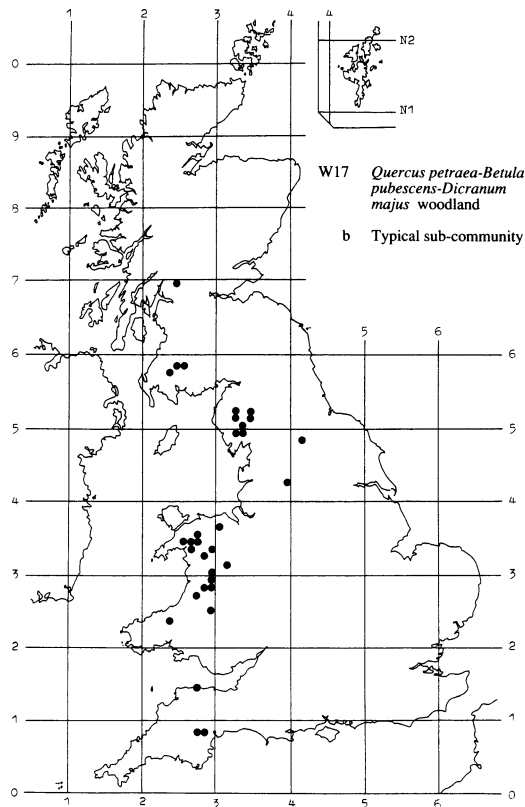 1 2 3 4
4
N2
N1
W17 Quercus petraea-Betula
pubescens-Dicranum
majus woodland
b Typical sub-community
0
9
8
7
6
5
4
3
2
1
0
5 6
6
5
4
3
2
1
0
1 2 3 4 5 6